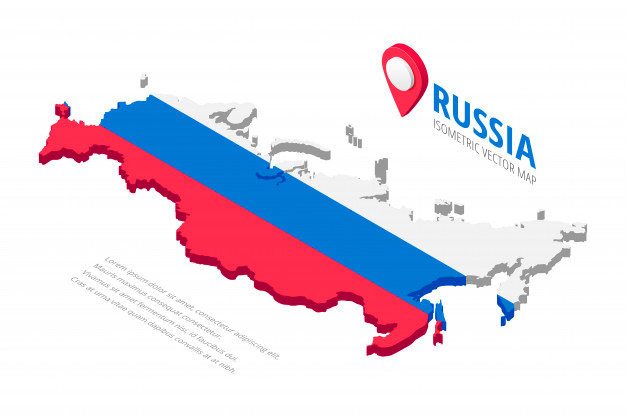 RUSSIA
ISOMETRIC VECTOR MAP
Lorem ipsum dolor sit amet, consectetur adipiscing elit.
Mauris maximus consequat consectetur.
Vivamus sit amet fermentum nisi, id faucibus dui.
Cras at urna vitae quam dapibus convallis at at nibh.